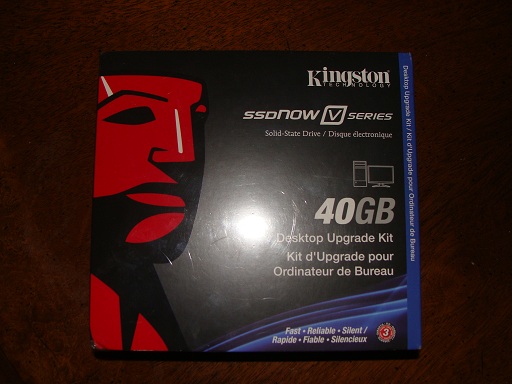 Kingston
TECHNOLOGY
SSDNOW V SERIES
Solid-State Drive / Disque électronique
40GB
Desktop Upgrade Kit
Kit d'Upgrade pour
Ordinateur de Bureau
Fast • Reliable • Silent /
Rapide • Fiable • Silencieux
3
Desktop Upgrade Kit / Kit d'Upgrade pour Ordinateur de Bureau